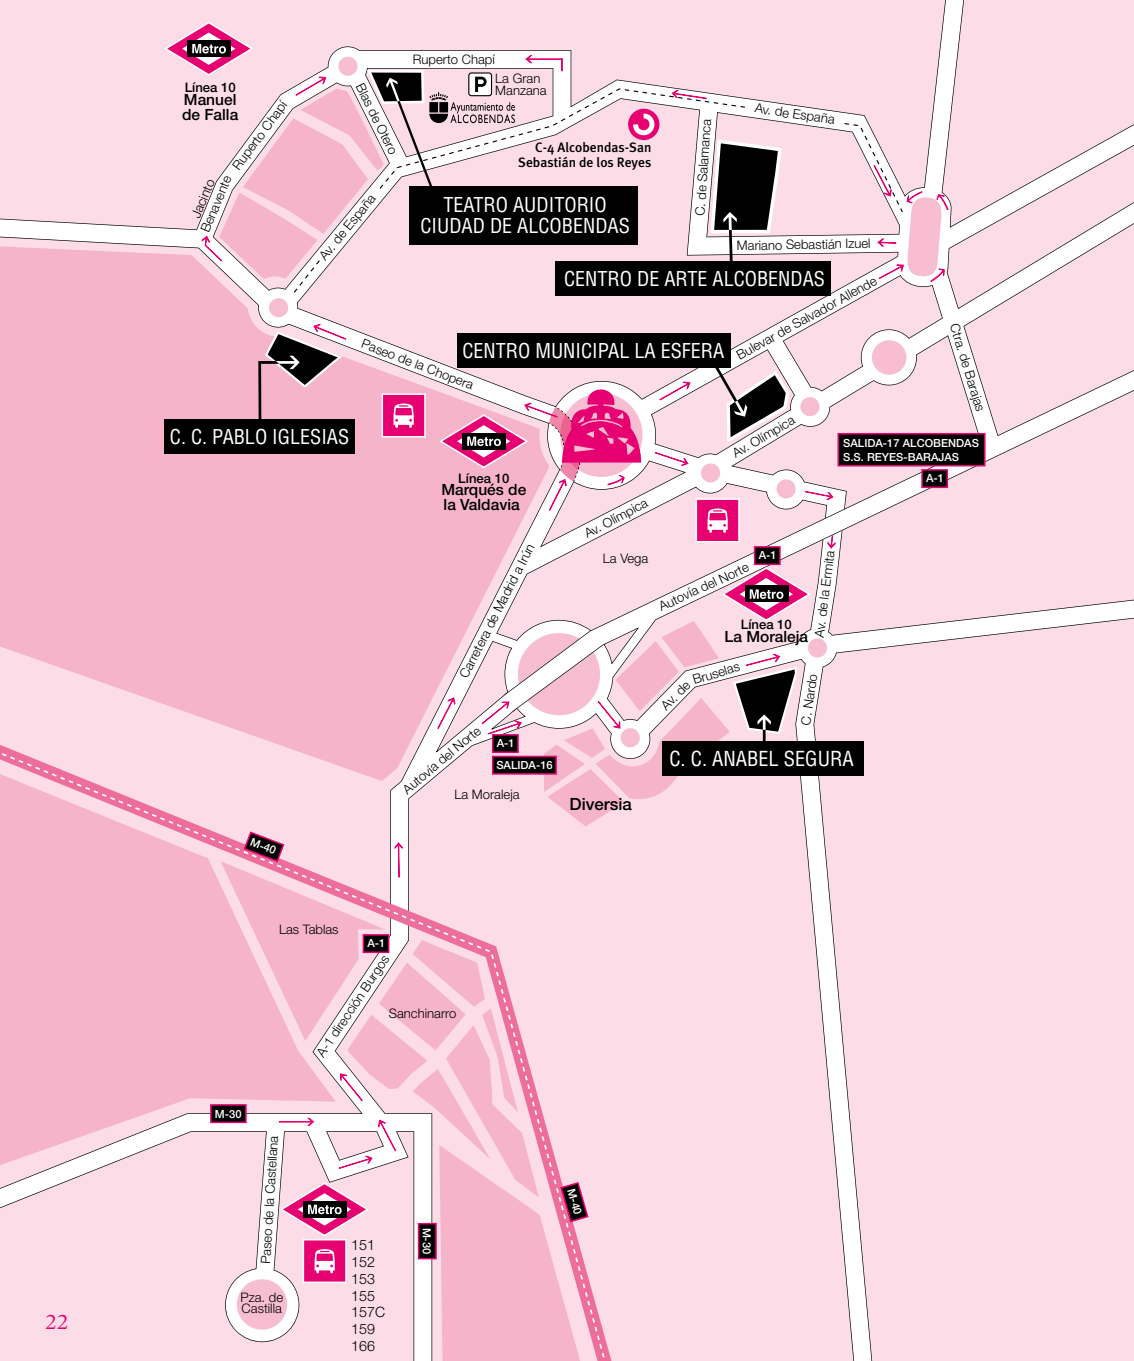 Metro
Línea 10
Manuel
de Falla
Ruperto Chapí
La Gran
Manzana
P
Ayuntamiento de
ALCOBENDAS
Blas de Otero
Ruperto Chapí
Jacinto
Benavente
Av. de España
C-4 Alcobendas-San
Sebastián de los Reyes
Av. de España
C. de Salamanca
TEATRO AUDITORIO
CIUDAD DE ALCOBENDAS
Mariano Sebastián Izuel
CENTRO DE ARTE ALCOBENDAS
Bulevar de Salvador Allende
CENTRO MUNICIPAL LA ESFERA
Paseo de la Chopera
Ctra. de Barajas
C. C. PABLO IGLESIAS
Metro
Línea 10
Marqués de
la Valdavia
Av. Olímpica
SALIDA-17 ALCOBENDAS
S.S. REYES-BARAJAS
A-1
Av. Olímpica
La Vega
A-1
Autovía del Norte
Metro
Línea 10
La Moraleja
Av. de la Ermita
Carretera de Madrid a Irún
Av. de Bruselas
C. Nardo
Autovía del Norte
A-1
SALIDA-16
C. C. ANABEL SEGURA
La Moraleja
Diversia
M-40
Las Tablas
A-1
A-1 dirección Burgos
Sanchinarro
M-30
Paseo de la Castellana
Metro
M-40
M-30
151
152
153
155
157C
159
166
Pza. de
Castilla
22